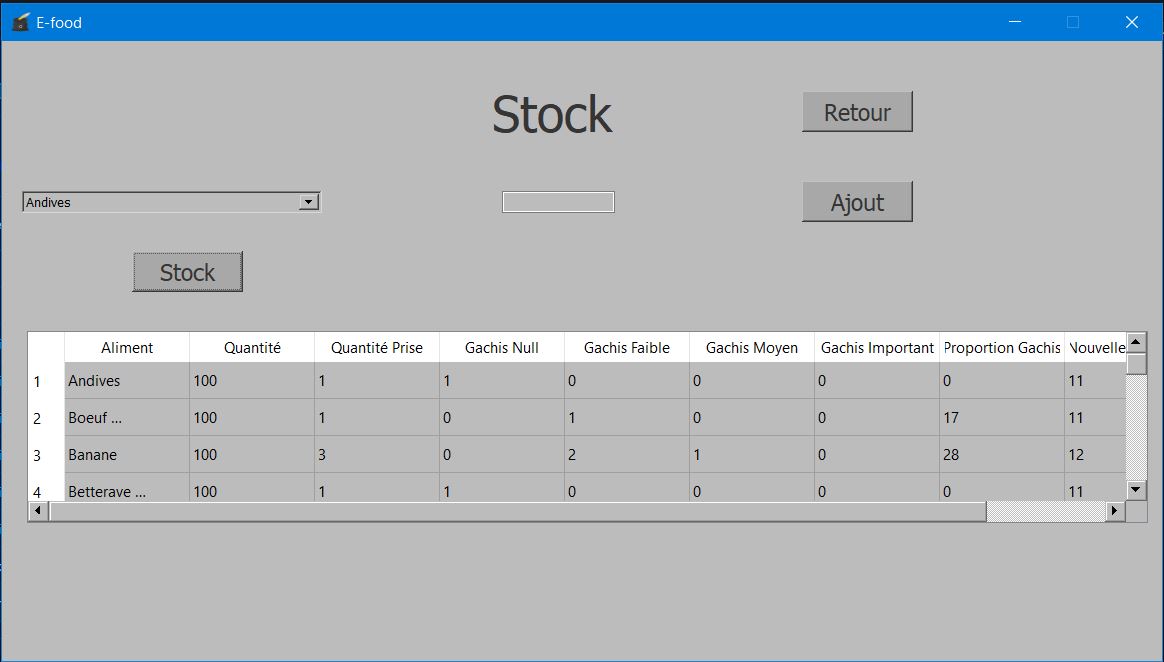 E-food
Stock
Retour
Andives
Ajout
Stock
Aliment Quantité Quantité Prise Gachis Null Gachis Faible Gachis Moyen Gachis Important Proportion Gachis Nouvelle
1 Andives 100 1 1 0 0 0 0 11
2 Boeuf ... 100 1 0 1 0 0 17 11
3 Banane 100 3 0 2 1 0 28 12
4 Betterave ... 100 1 1 0 0 0 0 11